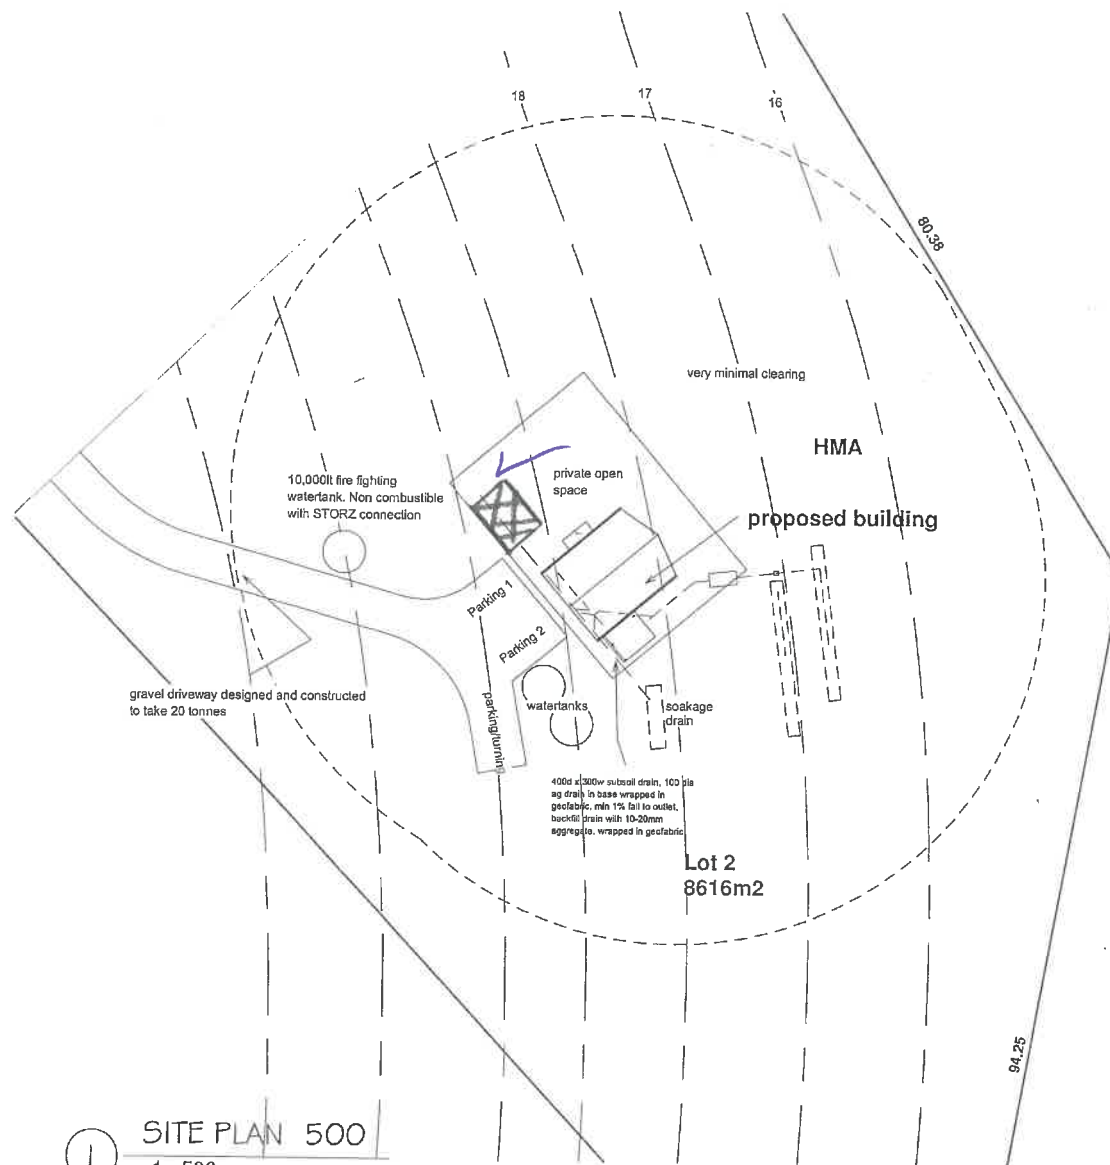 18
17
16
80.38
very minimal clearing
HMA
10,000lt fire fighting
watertank. Non combustible
with STORZ connection
private open
space
proposed building
Parking 1
Parking 2
parking/turning
gravel driveway designed and constructed
to take 20 tonnes
watertanks
soakage
drain
400d x 300w subsoil drain, 100 dia
ag drain in base wrapped in
geofabric, min 1% fall to outlet,
backfill drain with 10-20mm
aggregate, wrapped in geofabric
Lot 2
8616m2
94.25
1
SITE PLAN 500